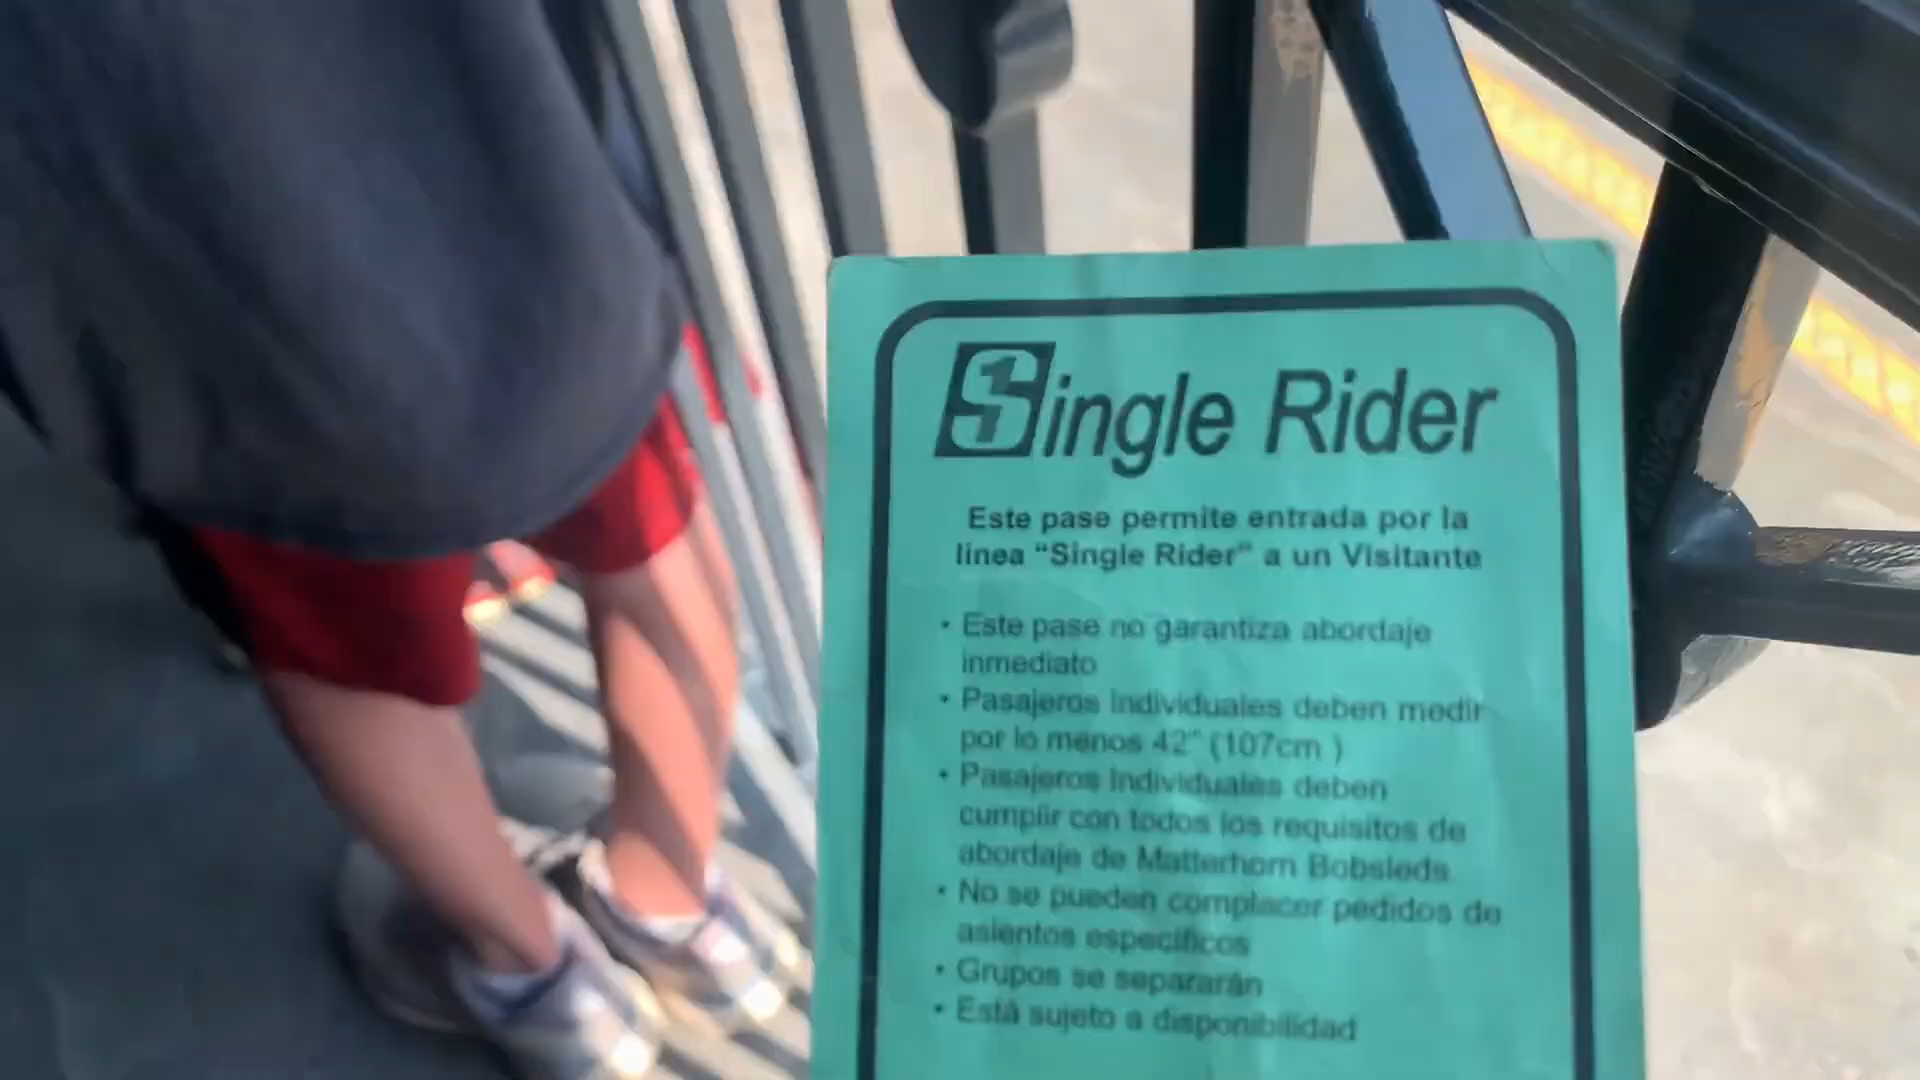 Single Rider
Este pase permite entrada por la
línea “Single Rider” a un Visitante
• Este pase no garantiza abordaje
inmediato
• Pasajeros Individuales deben medir
por lo menos 42" (107cm )
• Pasajeros Individuales deben
cumplir con todos los requisitos de
abordaje de Matterhorn Bobsleds
• No se pueden complacer pedidos de
asientos específicos
• Grupos se separarán
• Está sujeto a disponibilidad